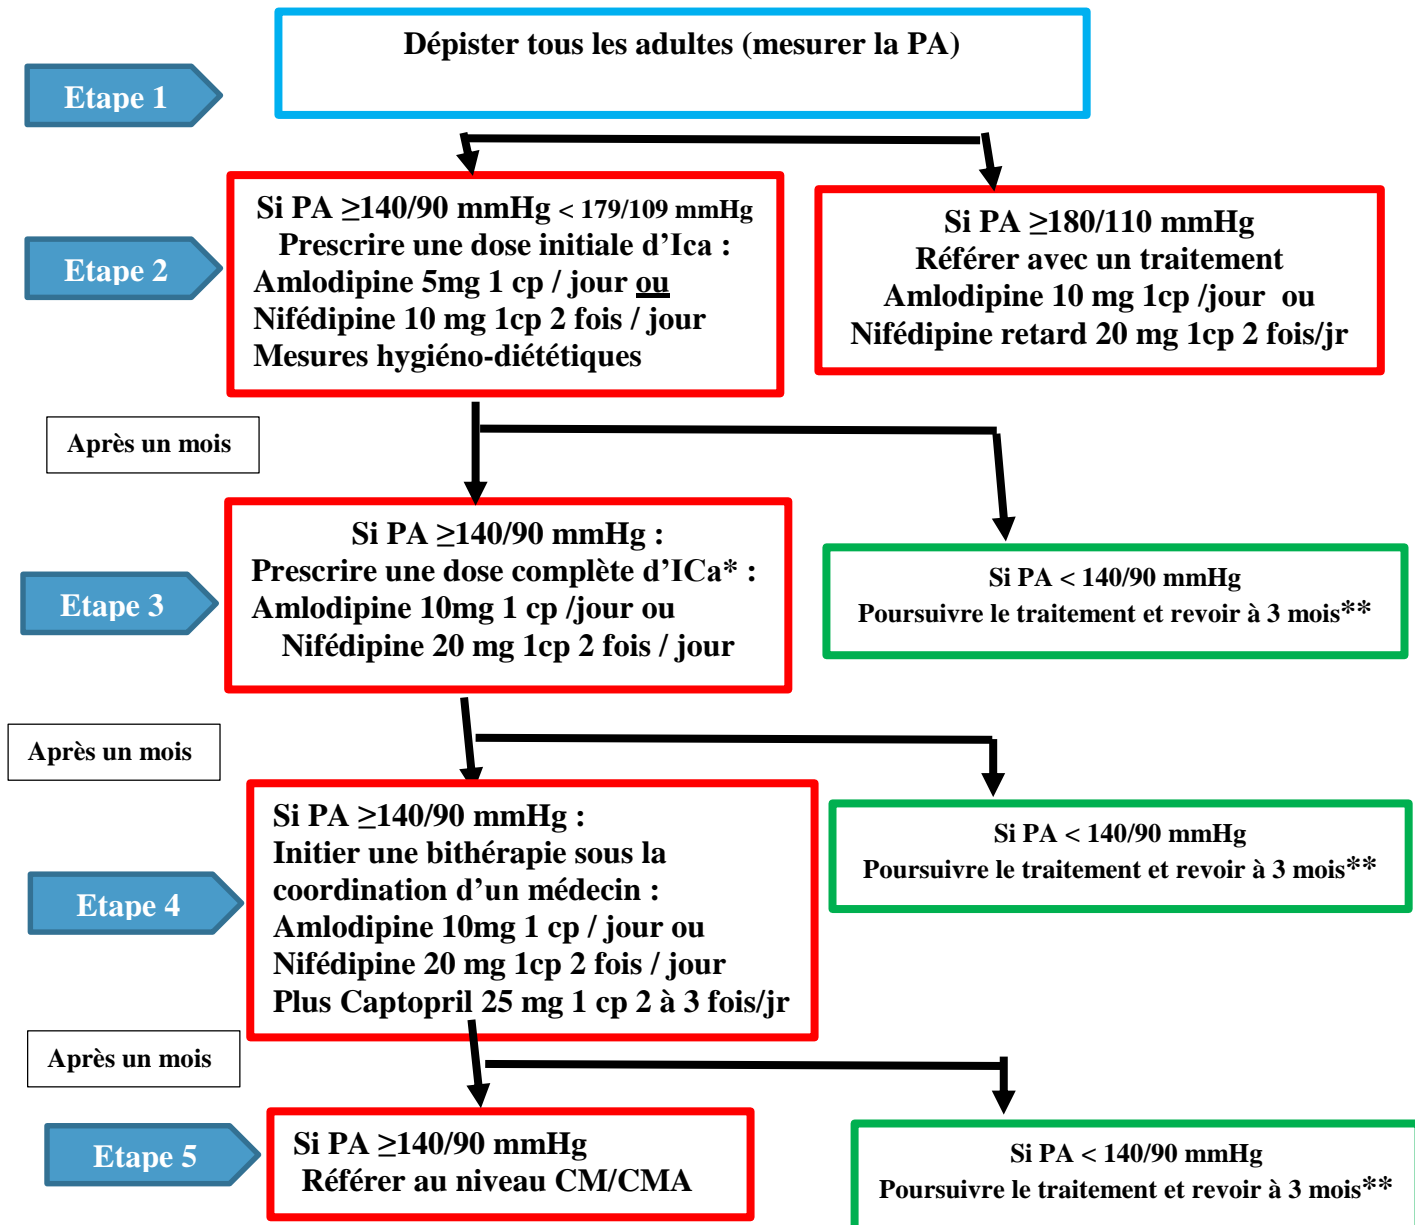 Dépister tous les adultes (mesurer la PA)
Etape 1
Si PA ≥140/90 mmHg < 179/109 mmHg
Prescrire une dose initiale d’Ica :
Amlodipine 5mg 1 cp / jour ou
Nifédipine 10 mg 1cp 2 fois / jour
Mesures hygiéno-diététiques
Etape 2
Si PA ≥180/110 mmHg
Référer avec un traitement
Amlodipine 10 mg 1cp /jour ou
Nifédipine retard 20 mg 1cp 2 fois/jr
Après un mois
Si PA ≥140/90 mmHg :
Prescrire une dose complète d’ICa* :
Amlodipine 10mg 1 cp /jour ou
Nifédipine 20 mg 1cp 2 fois / jour
Etape 3
Si PA < 140/90 mmHg
Poursuivre le traitement et revoir à 3 mois**
Après un mois
Si PA ≥140/90 mmHg :
Initier une bithérapie sous la
coordination d’un médecin :
Amlodipine 10mg 1 cp / jour ou
Nifédipine 20 mg 1cp 2 fois / jour
Plus Captopril 25 mg 1 cp 2 à 3 fois/jr
Etape 4
Si PA < 140/90 mmHg
Poursuivre le traitement et revoir à 3 mois**
Après un mois
Etape 5
Si PA ≥140/90 mmHg
Référer au niveau CM/CMA
Si PA < 140/90 mmHg
Poursuivre le traitement et revoir à 3 mois**